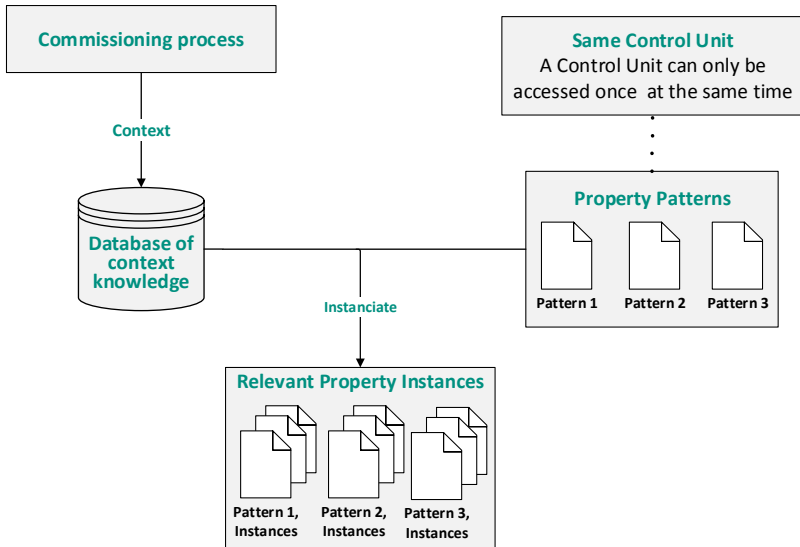 Commissioning process
Same Control Unit
A Control Unit can only be
accessed once at the same time
Context
Property Patterns
Database of
context
knowledge
Pattern 1
Pattern 2
Pattern 3
Instanciate
Relevant Property Instances
Pattern 1,
Instances
Pattern 2,
Instances
Pattern 3,
Instances